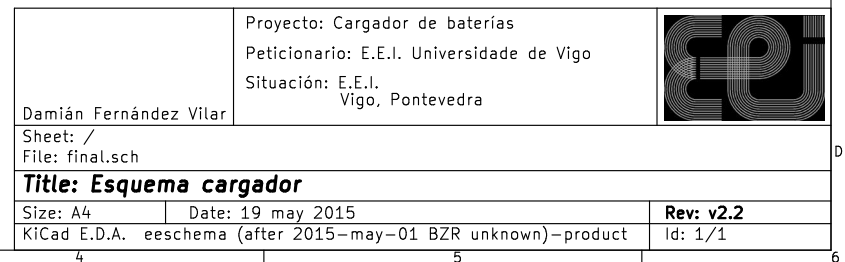 Proyecto: Cargador de baterías
Peticionario: E.E.I. Universidade de Vigo
Situación: E.E.I.
Vigo, Pontevedra
Damián Fernández Vilar
Sheet: /
File: final.sch
Title: Esquema cargador
Size: A4 Date: 19 may 2015 Rev: v2.2
KiCad E.D.A. eeschema (after 2015-may-01 BZR unknown)-product Id: 1/1
D
4 5 6